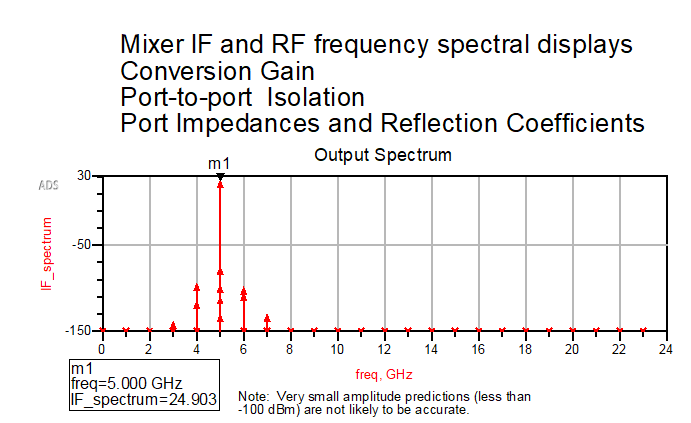 Mixer IF and RF frequency spectral displays
Conversion Gain
Port-to-port  Isolation
Port Impedances and Reflection Coefficients
Output Spectrum
m1
ADS
30
-50
-150
IF_spectrum
0 2 4 6 8 10 12 14 16 18 20 22 24
freq, GHz
m1
freq=5.000 GHz
IF_spectrum=24.903
Note:  Very small amplitude predictions (less than
-100 dBm) are not likely to be accurate.